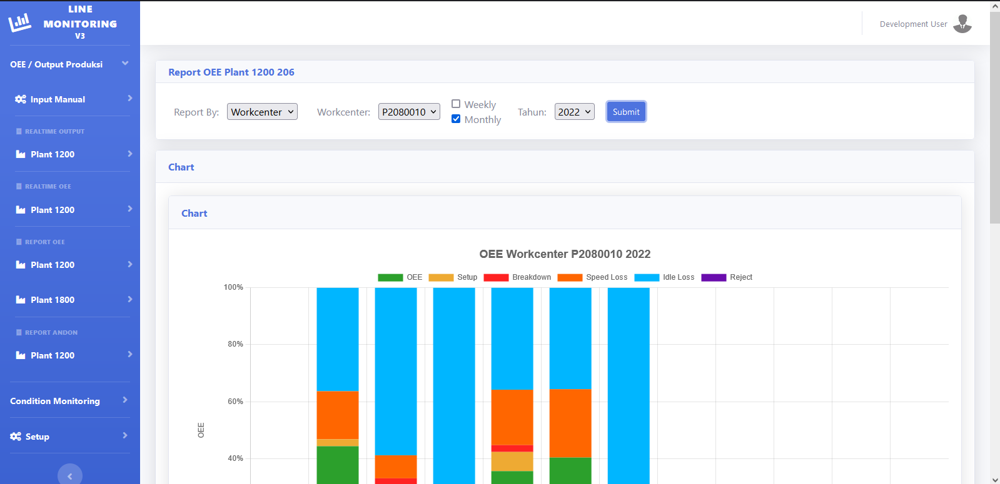 LINE
MONITORING
V3
OEE / Output Produksi
Input Manual
REALTIME OUTPUT
Plant 1200
REALTIME OEE
Plant 1200
REPORT OEE
Plant 1200
Plant 1800
REPORT ANDON
Plant 1200
Condition Monitoring
Setup
Development User
Report OEE Plant 1200 206
Report By: Workcenter Workcenter: P2080010 Weekly Monthly Tahun: 2022 Submit
Chart
Chart
OEE Workcenter P2080010 2022
OEE Setup Breakdown Speed Loss Idle Loss Reject
100%
80%
60%
OEE
40%